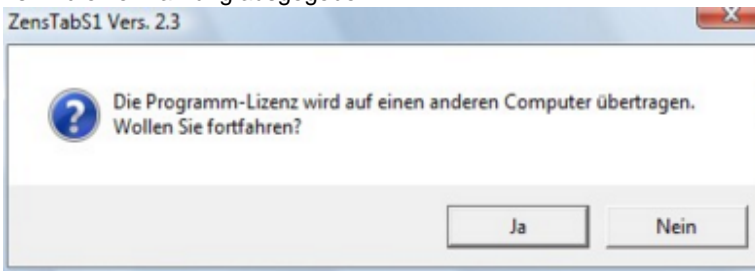 ZensTabS1 Vers. 2.3
Die Programm-Lizenz wird auf einen anderen Computer übertragen.
Wollen Sie fortfahren?
Ja
Nein